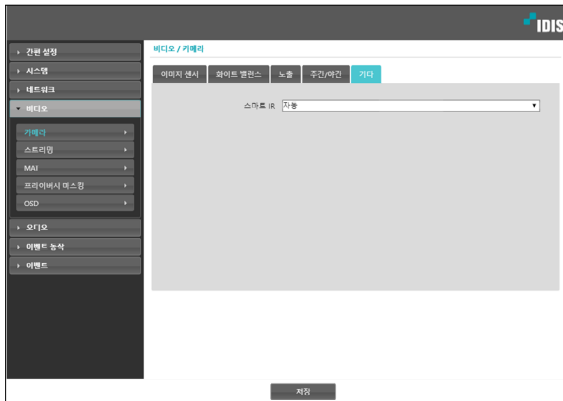 IDIS
간편 설정
시스템
네트워크
비디오
카메라
스트리밍
MAI
프라이버시 마스킹
OSD
오디오
이벤트 동작
이벤트
비디오 / 카메라
이미지 센서 화이트 밸런스 노출 주간/야간 기타
스마트 IR 자동
저장